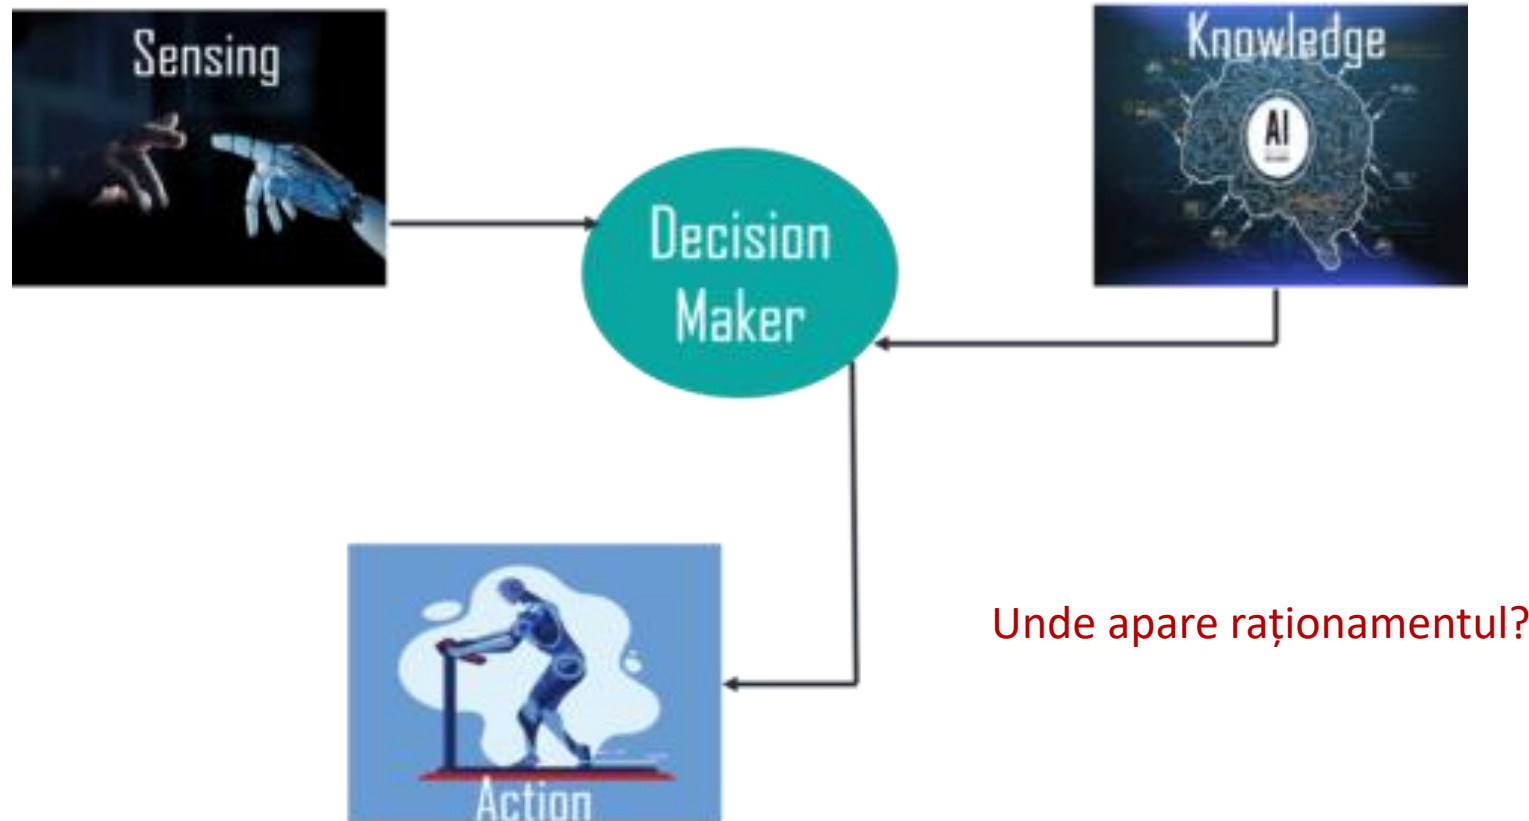 Sensing
Knowledge
AI
Decision
Maker
Unde apare raționamentul?
Action